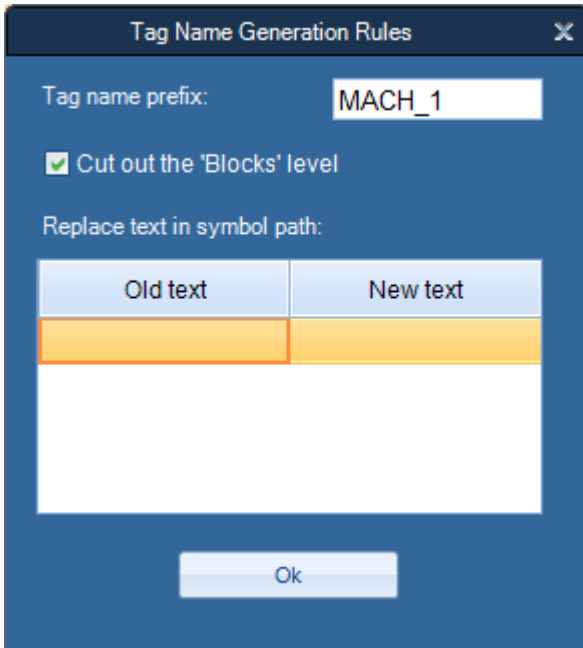 Tag Name Generation Rules
Tag name prefix: MACH_1
Cut out the 'Blocks' level
Replace text in symbol path:
Old text New text
Ok